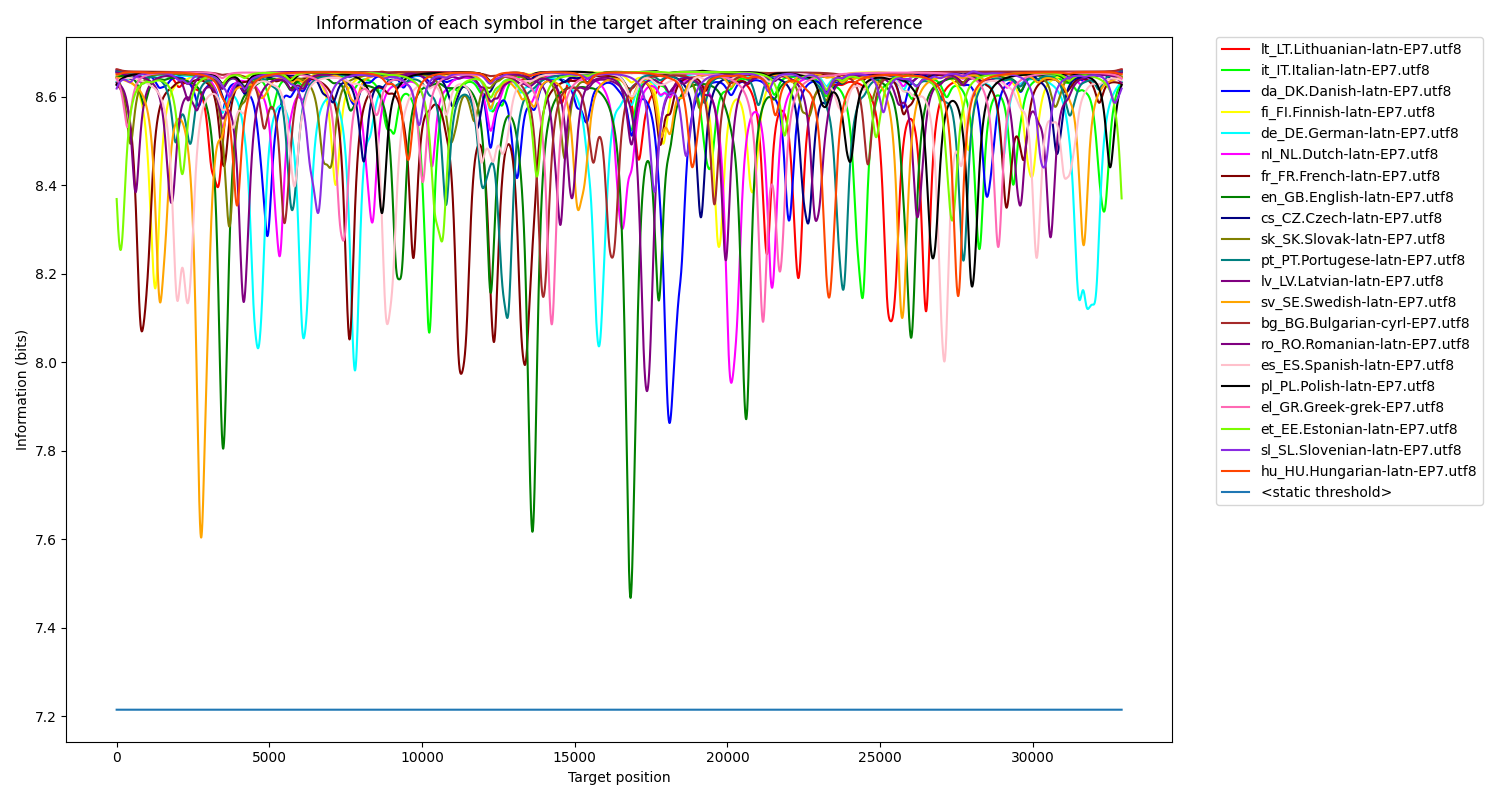 Information of each symbol in the target after training on each reference
Information (bits)
8.6
8.4
8.2
8.0
7.8
7.6
7.4
7.2
0
5000
10000
15000
20000
25000
30000
Target position
lt_LT.Lithuanian-latn-EP7.utf8
it_IT.Italian-latn-EP7.utf8
da_DK.Danish-latn-EP7.utf8
fi_FI.Finnish-latn-EP7.utf8
de_DE.German-latn-EP7.utf8
nl_NL.Dutch-latn-EP7.utf8
fr_FR.French-latn-EP7.utf8
en_GB.English-latn-EP7.utf8
cs_CZ.Czech-latn-EP7.utf8
sk_SK.Slovak-latn-EP7.utf8
pt_PT.Portugese-latn-EP7.utf8
lv_LV.Latvian-latn-EP7.utf8
sv_SE.Swedish-latn-EP7.utf8
bg_BG.Bulgarian-cyrl-EP7.utf8
ro_RO.Romanian-latn-EP7.utf8
es_ES.Spanish-latn-EP7.utf8
pl_PL.Polish-latn-EP7.utf8
el_GR.Greek-grek-EP7.utf8
et_EE.Estonian-latn-EP7.utf8
sl_SL.Slovenian-latn-EP7.utf8
hu_HU.Hungarian-latn-EP7.utf8
<static threshold>